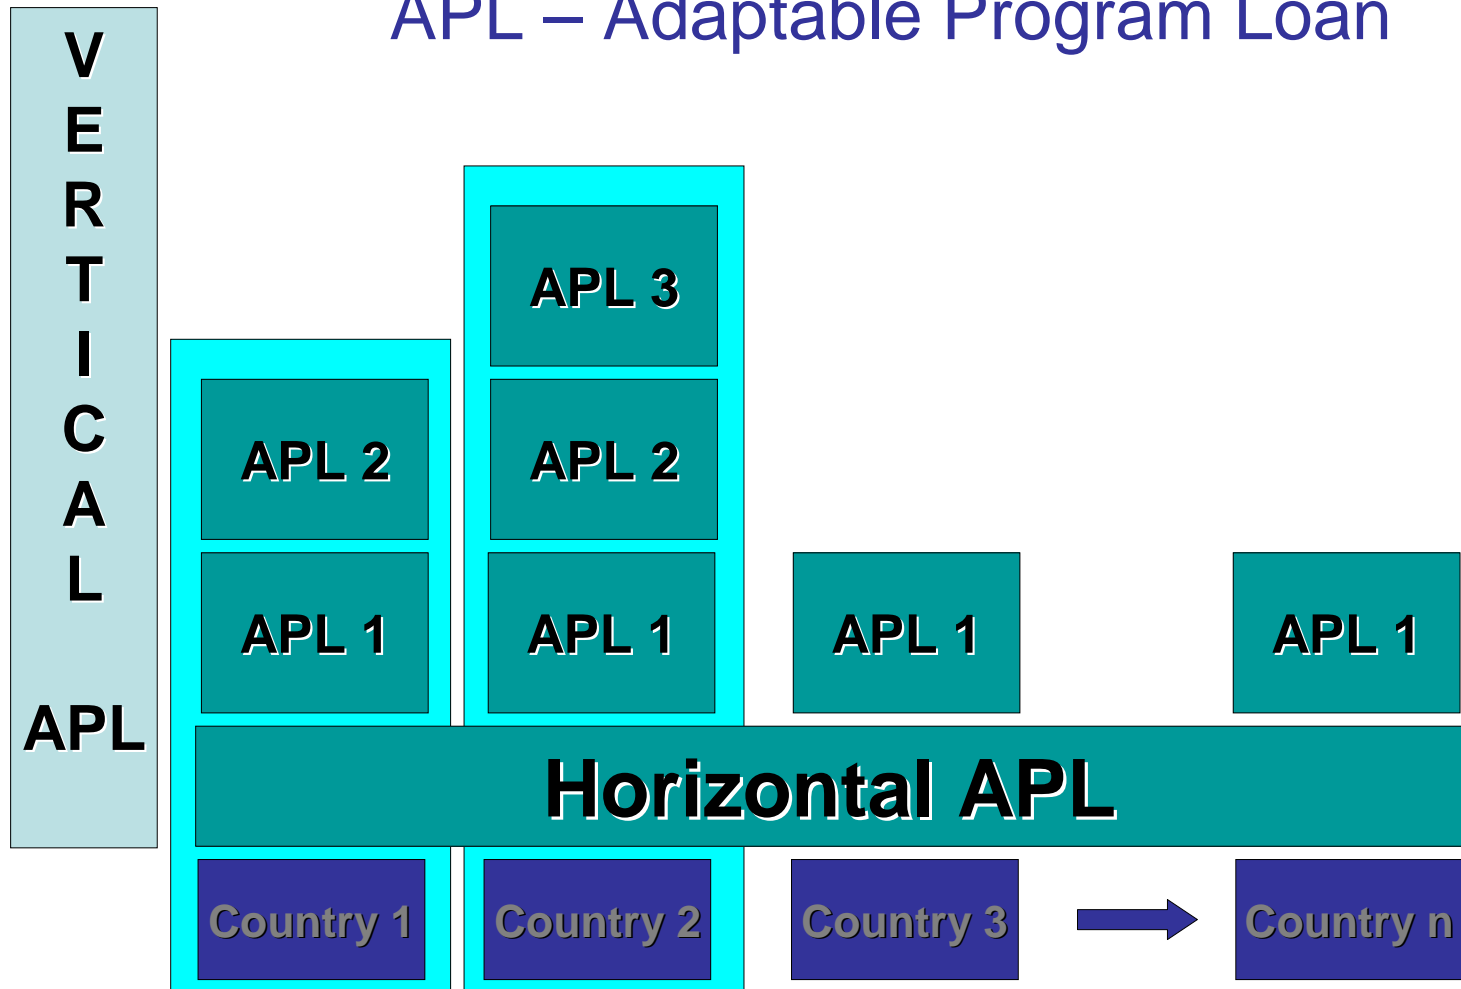 APL – Adaptable Program Loan
V
E
R
T
I
C
A
L
APL
APL 3
APL 2
APL 2
APL 1
APL 1
APL 1
APL 1
Horizontal APL
Country 1
Country 2
Country 3
Country n